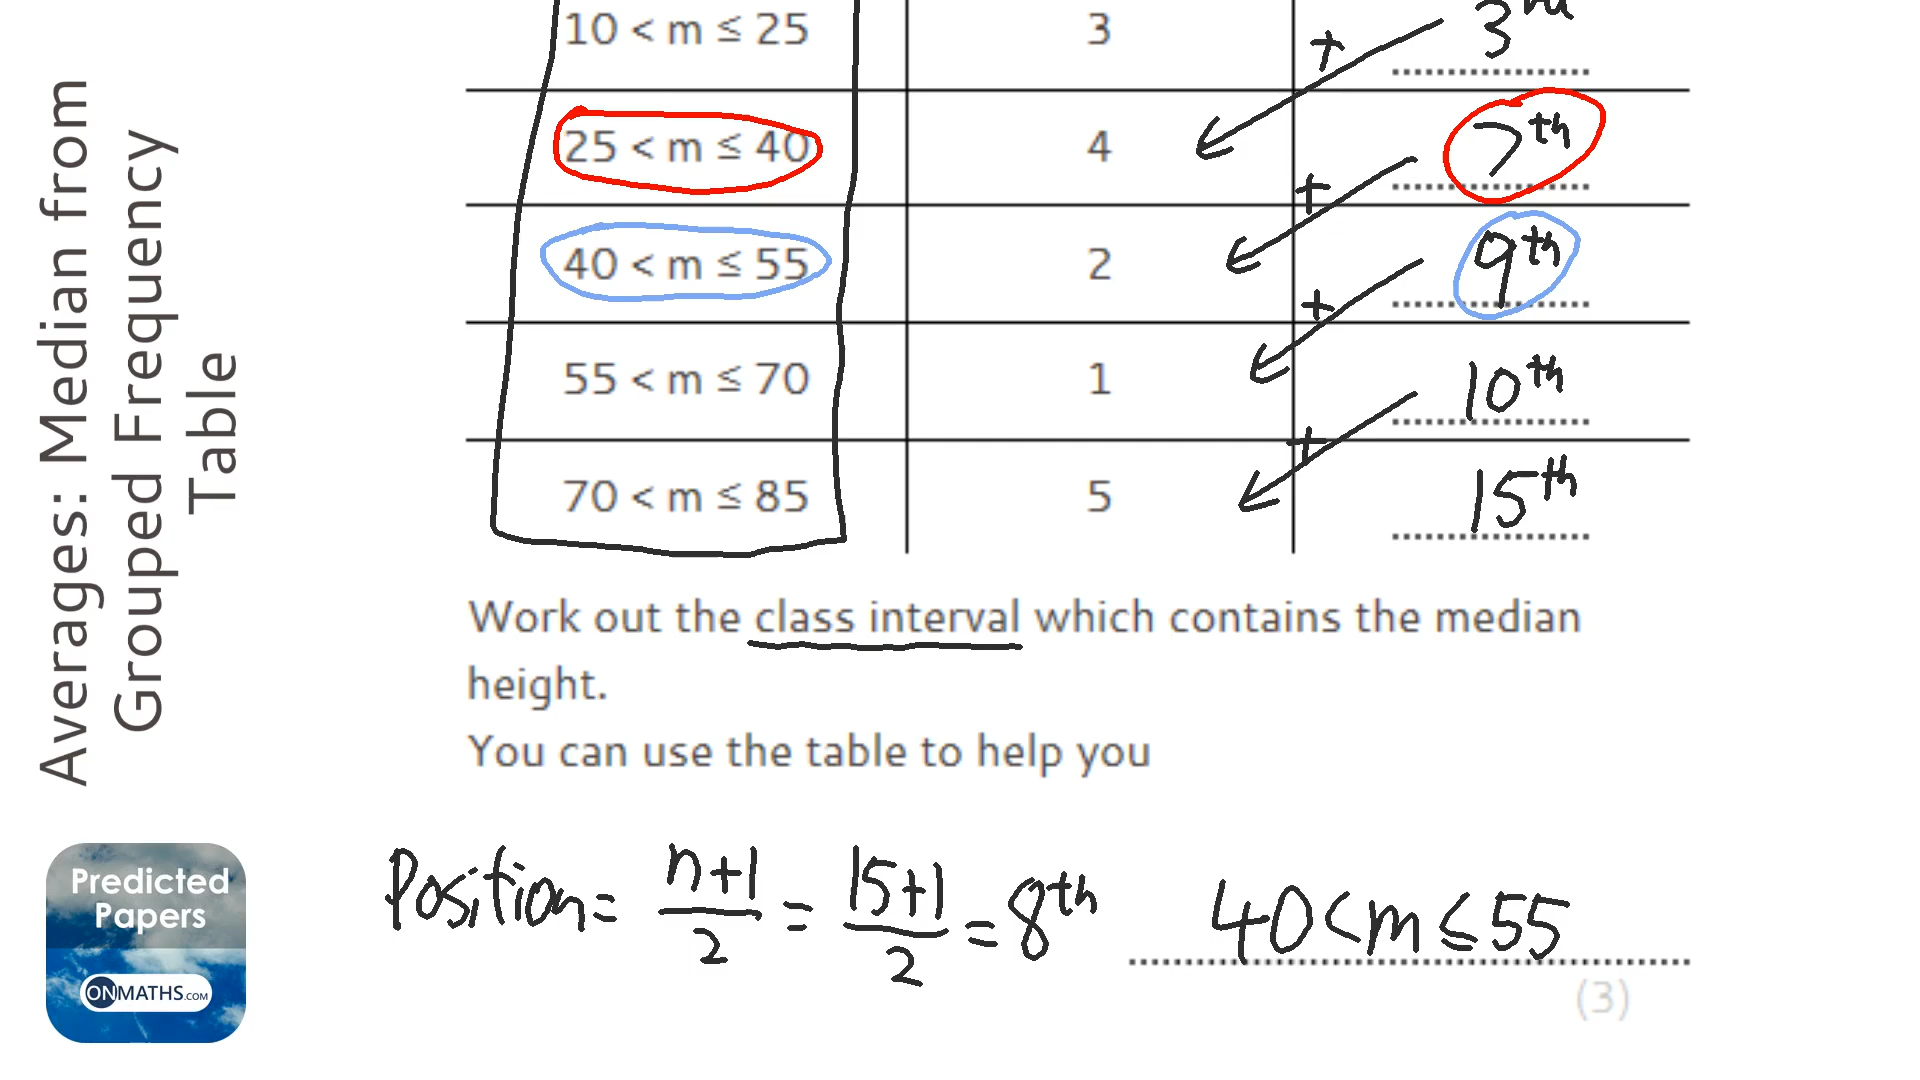 Averages: Median from
Grouped Frequency
Table
10 < m ≤ 25 3 + 3rd
25 < m ≤ 40 4 7th
+
40 < m ≤ 55 2 9th
+
55 < m ≤ 70 1 10th
+
70 < m ≤ 85 5 15th
Work out the class interval which contains the median
height.
You can use the table to help you
Position = n+1/2 = 15+1/2 = 8th 40 < m ≤ 55
(3)
Predicted
Papers
ONMATHS.COM